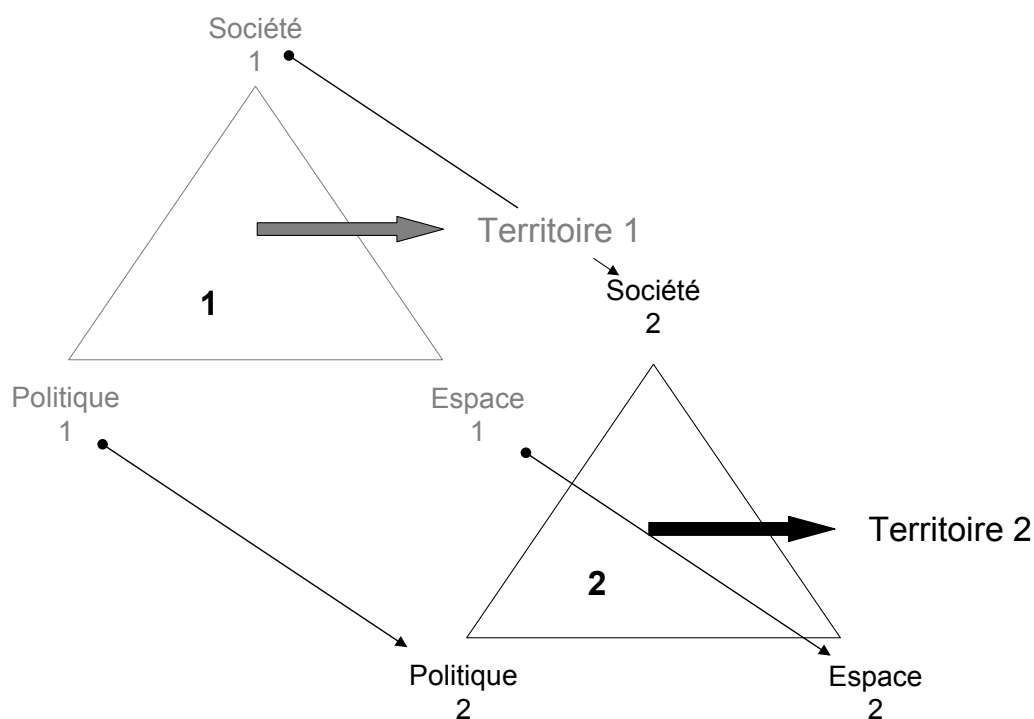 Société
1
Territoire 1
1
Société
2
Politique
1
Espace
1
Territoire 2
2
Politique
2
Espace
2